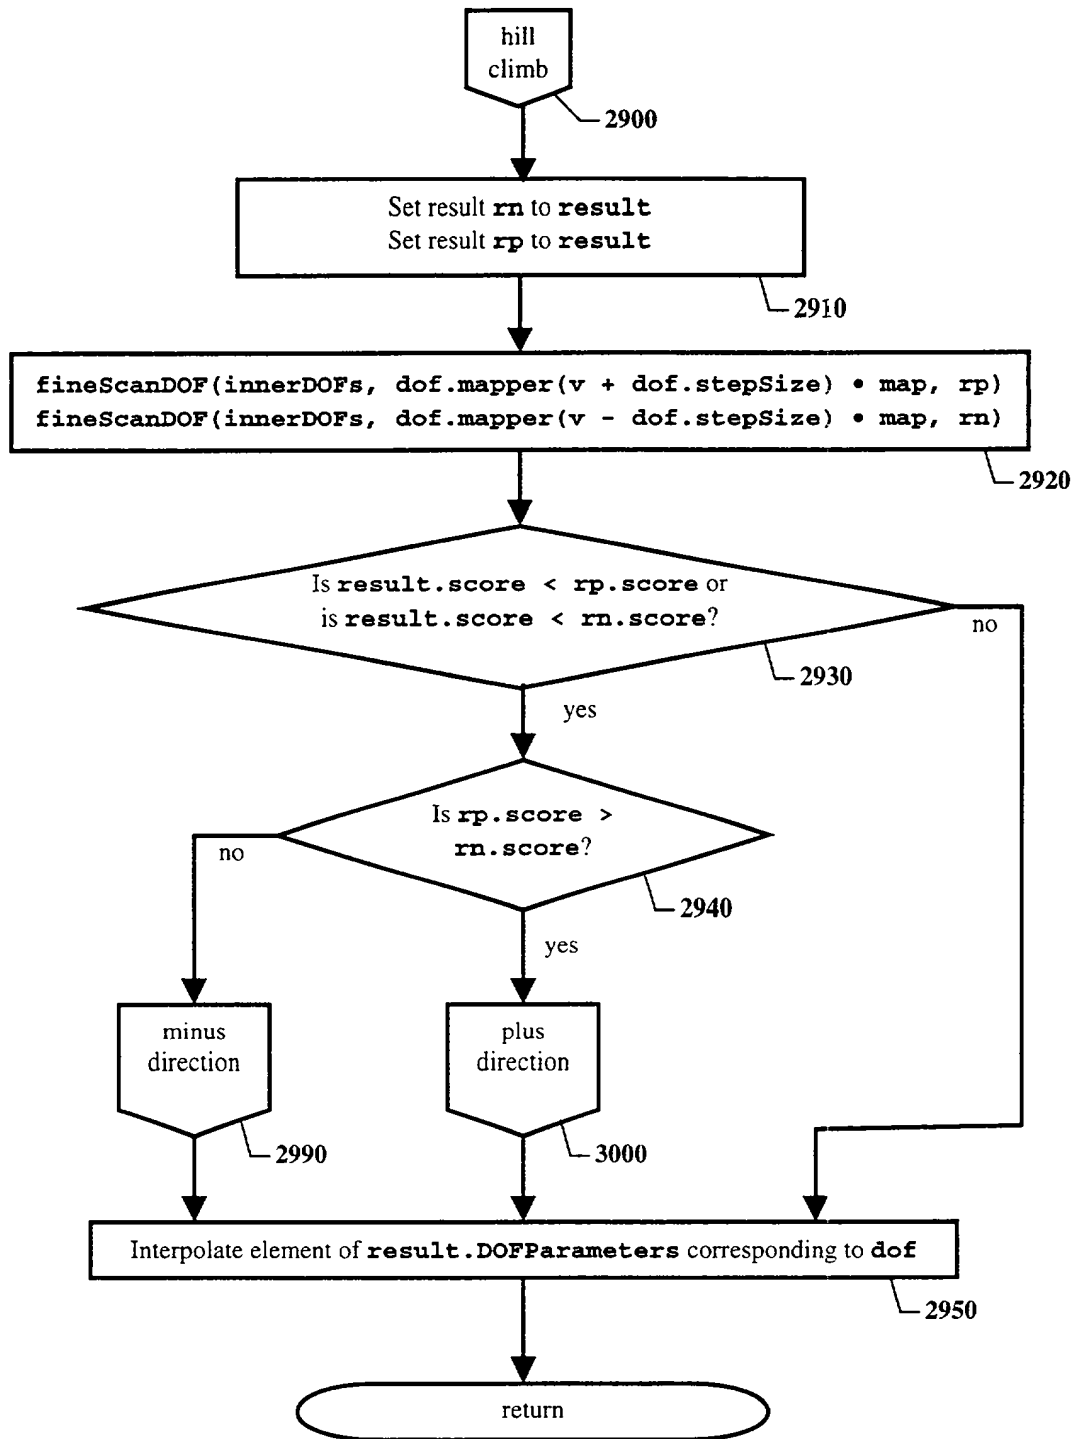 hill
climb
2900
Set result rn to result
Set result rp to result
2910
fineScanDOF(innerDOFs, dof.mapper(v + dof.stepSize) • map, rp)
fineScanDOF(innerDOFs, dof.mapper(v - dof.stepSize) • map, rn)
2920
Is result.score < rp.score or
is result.score < rn.score?
no
2930
yes
Is rp.score >
rn.score?
no
2940
yes
minus
direction
plus
direction
2990
3000
Interpolate element of result.DOFParameters corresponding to dof
2950
return